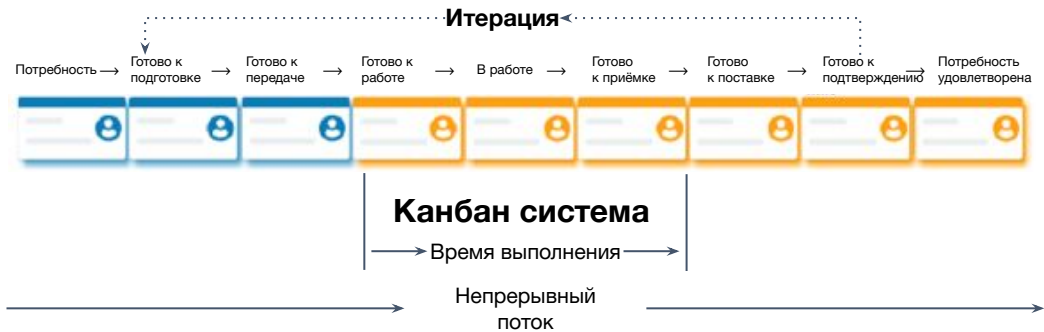 Итерация
Потребность
Готово к
подготовке
Готово к
передаче
Готово к
работе
В работе
Готово
к приёмке
Готово
к поставке
Готово к
подтверждению
Потребность
удовлетворена
Канбан система
Время выполнения
Непрерывный
поток